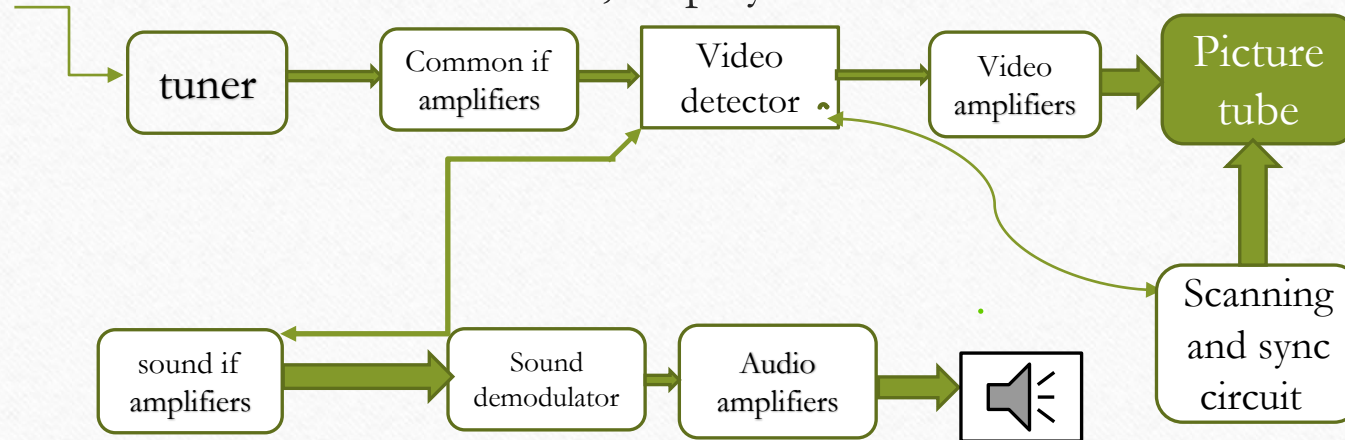 tuner
Common if
amplifiers
Video
detector
Video
amplifiers
Picture
tube
sound if
amplifiers
Sound
demodulator
Audio
amplifiers
Scanning
and sync
circuit